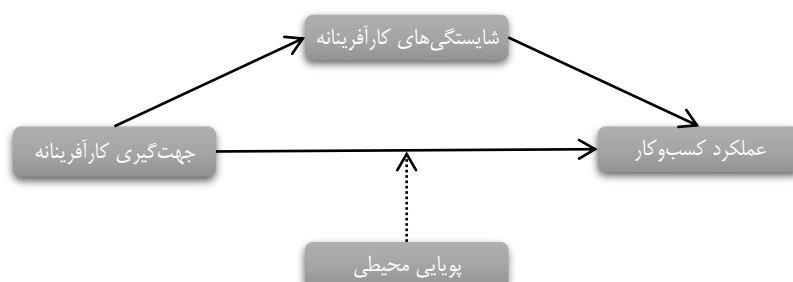 شایستگی‌های کارآفرینانه
جهت‌گیری کارآفرینانه
عملکرد کسب‌وکار
پویایی محیطی